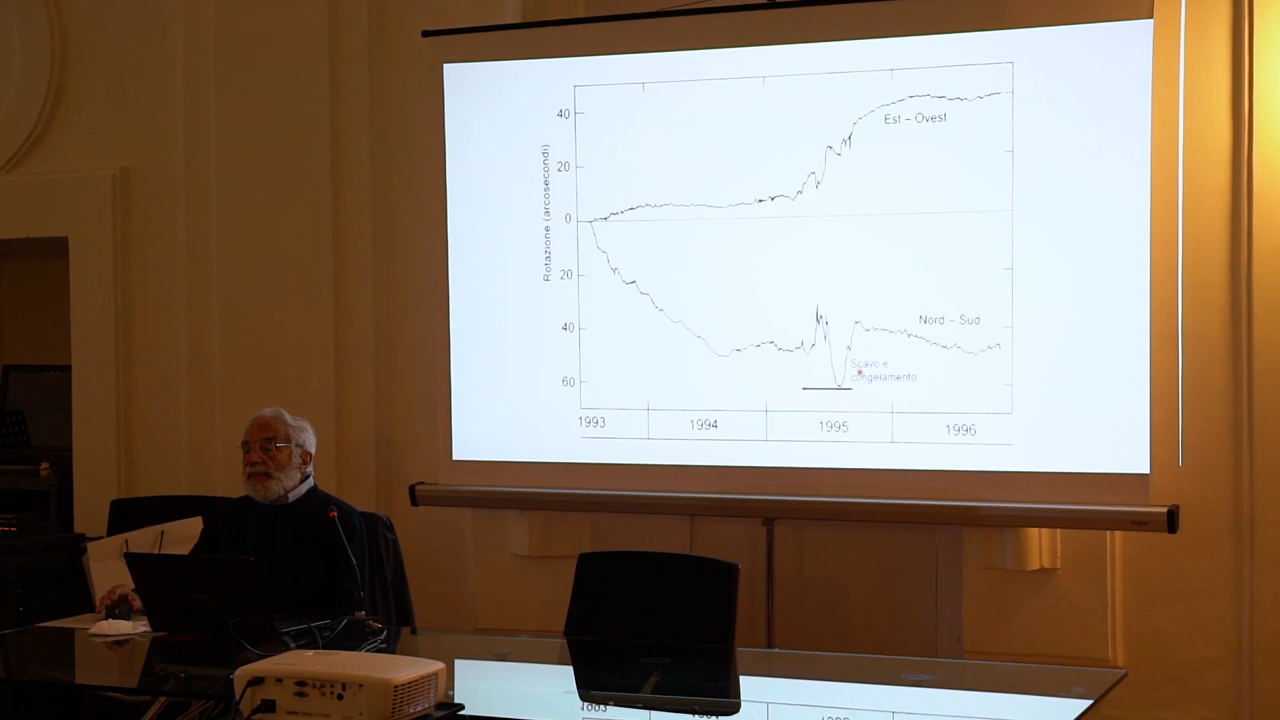 Rotazione (arcosecondi)
40
20
0
20
40
60
Est – Ovest
Nord – Sud
Scavo e
congelamento
1993
1994
1995
1996